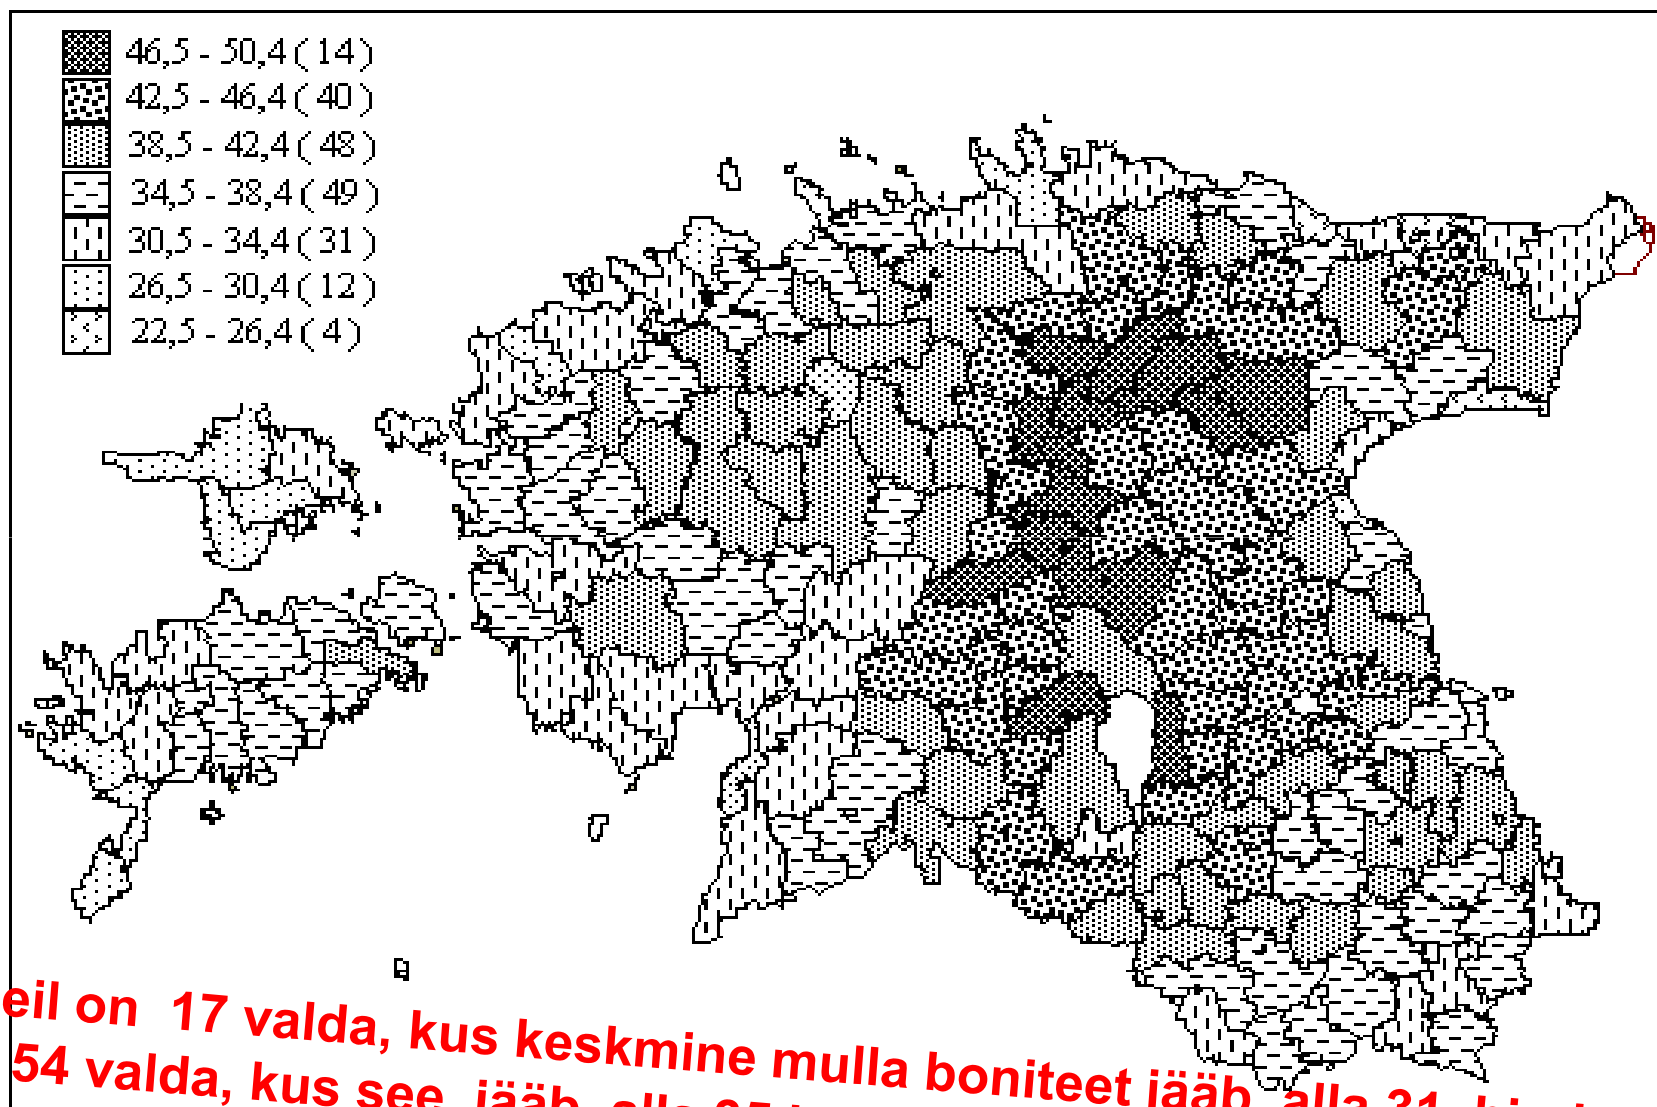 46,5 - 50,4 ( 14 )
42,5 - 46,4 ( 40 )
38,5 - 42,4 ( 48 )
34,5 - 38,4 ( 49 )
30,5 - 34,4 ( 31 )
26,5 - 30,4 ( 12 )
22,5 - 26,4 ( 4 )
eil on 17 valda, kus keskmine mulla boniteet jääb alla 31
54 valda, kus see jääb alla